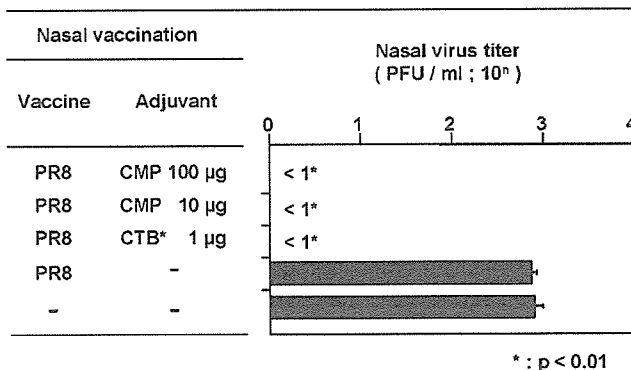 Nasal vaccination
Nasal virus titer
( PFU / ml ; 10ⁿ )
Vaccine Adjuvant
0 1 2 3 4
PR8 CMP 100 µg < 1*
PR8 CMP 10 µg < 1*
PR8 CTB* 1 µg < 1*
PR8 -
- -
* : p < 0.01